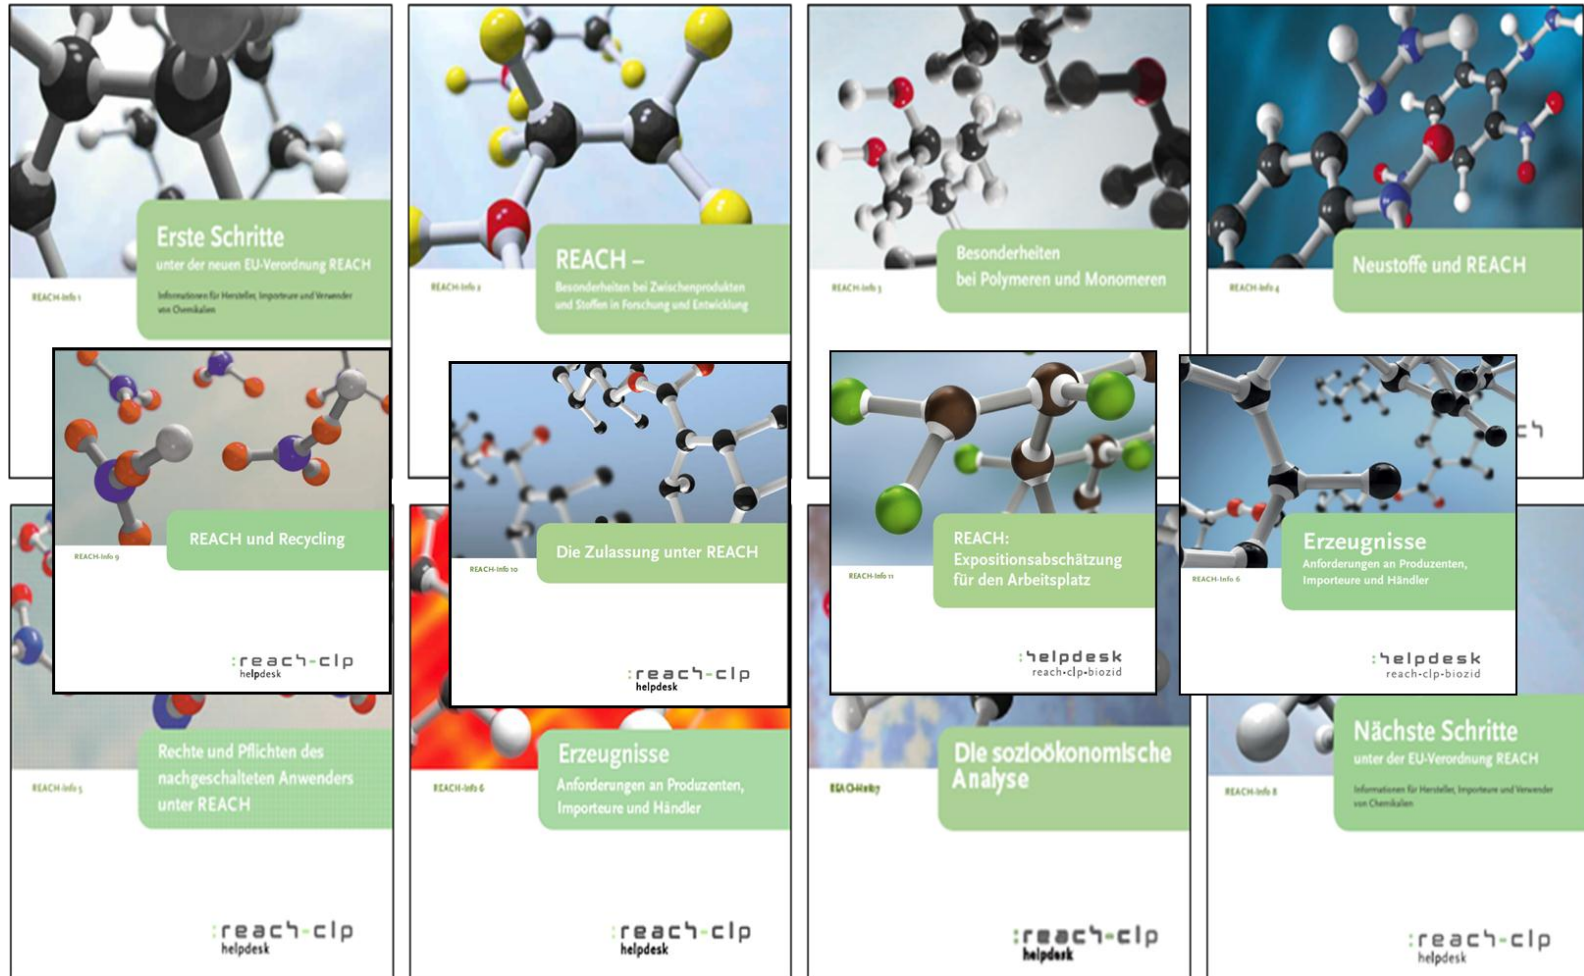 Erste Schritte
unter der neuen EU-Verordnung REACH
Informationen für Hersteller, Importeure und Verwender
von Chemikalien
REACH-Info 1
REACH –
Besonderheiten bei Zwischenprodukten
und Stoffen in Forschung und Entwicklung
REACH-Info 2
Besonderheiten
bei Polymeren und Monomeren
REACH-Info 3
Neustoffe und REACH
REACH-Info 4
REACH und Recycling
REACH-Info 9
:reach-clp
helpdesk
Die Zulassung unter REACH
REACH-Info 10
:reach-clp
helpdesk
REACH:
Expositionsabschätzung
für den Arbeitsplatz
REACH-Info 11
:helpdesk
reach•clp•biozid
Erzeugnisse
Anforderungen an Produzenten,
Importeure und Händler
REACH-Info 6
:helpdesk
reach-clp-biozid
ch
Rechte und Pflichten des
nachgeschalteten Anwenders
unter REACH
REACH-Info 5
:reach-clp
helpdesk
Erzeugnisse
Anforderungen an Produzenten,
Importeure und Händler
REACH-Info 6
:reach-clp
helpdesk
Die sozioökonomische
Analyse
:reach-clp
helpdesk
Nächste Schritte
unter der EU-Verordnung REACH
Informationen für Hersteller, Importeure und Verwender
von Chemikalien
REACH-Info 8
:reach-clp
helpdesk